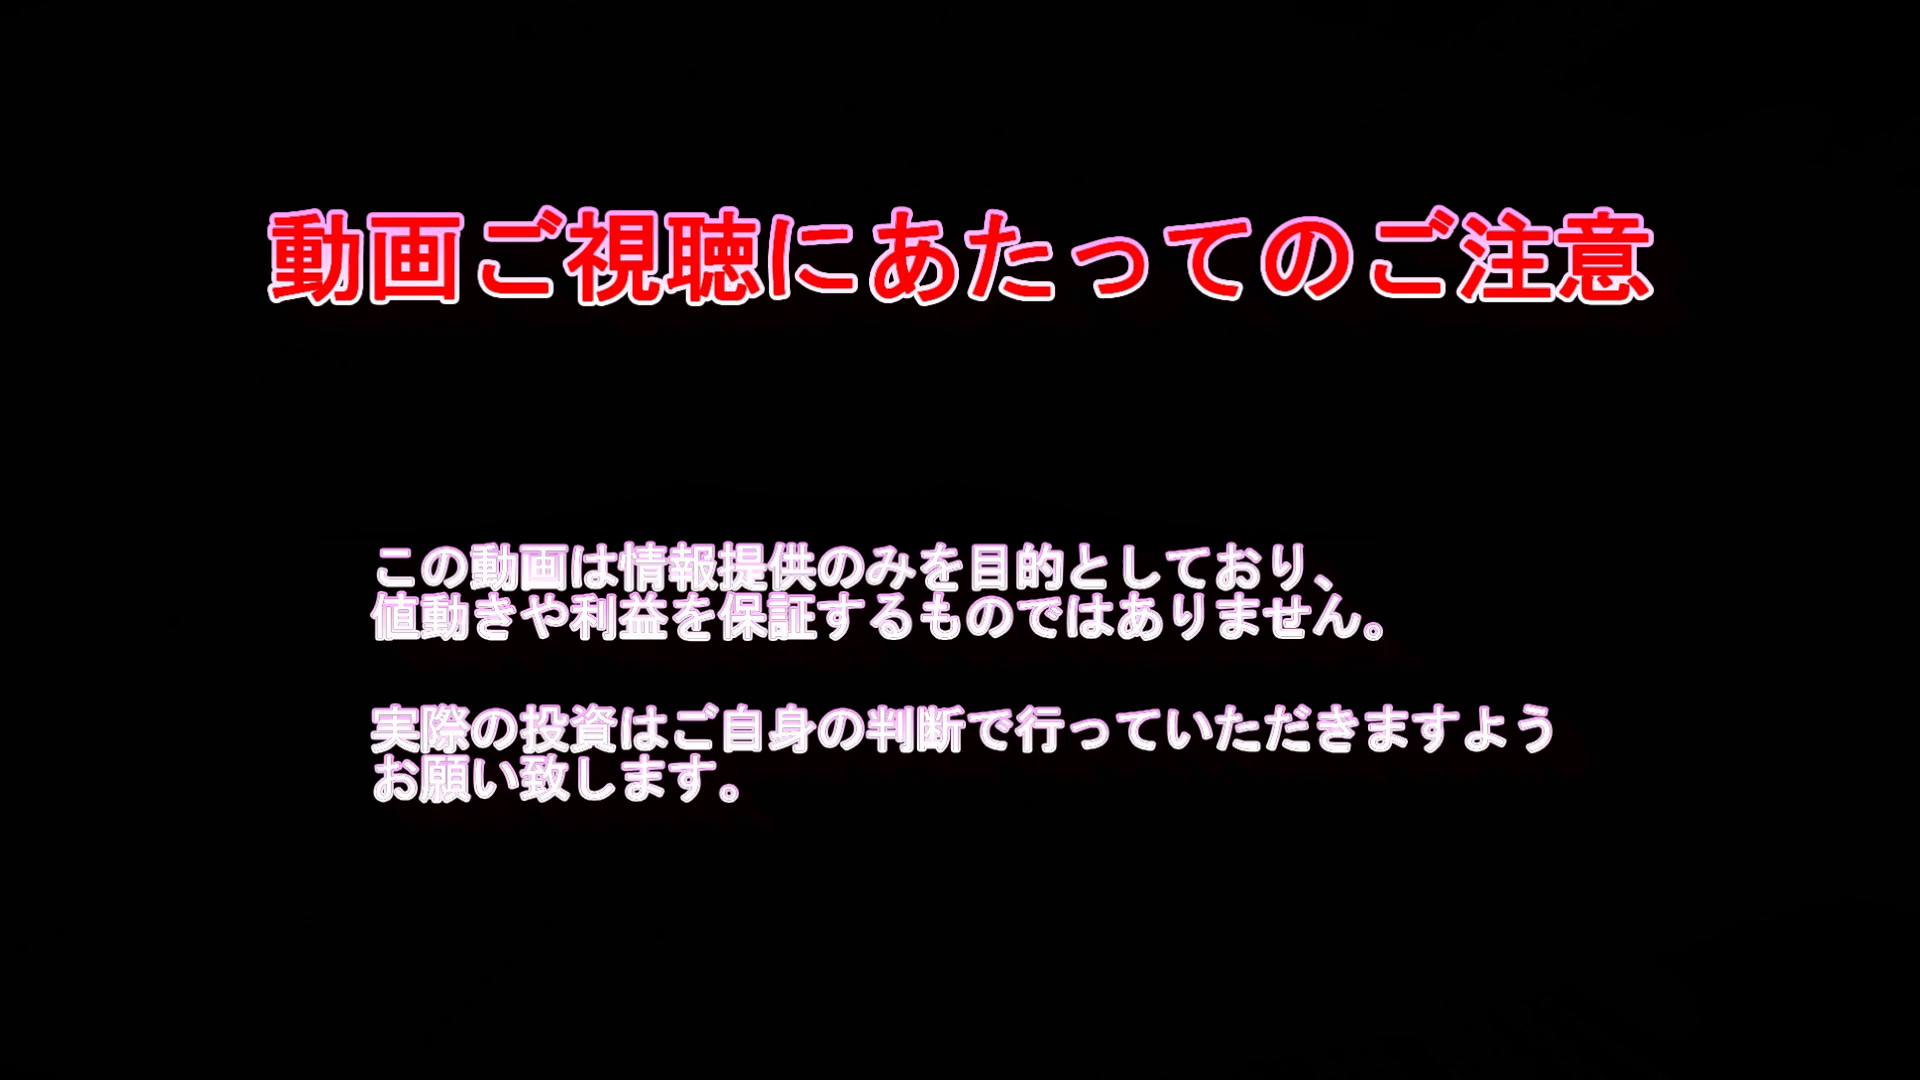 動画ご視聴にあたってのご注意
この動画は情報提供のみを目的としており、
値動きや利益を保証するものではありません。
実際の投資はご自身の判断で行っていただきますよう
お願い致します。